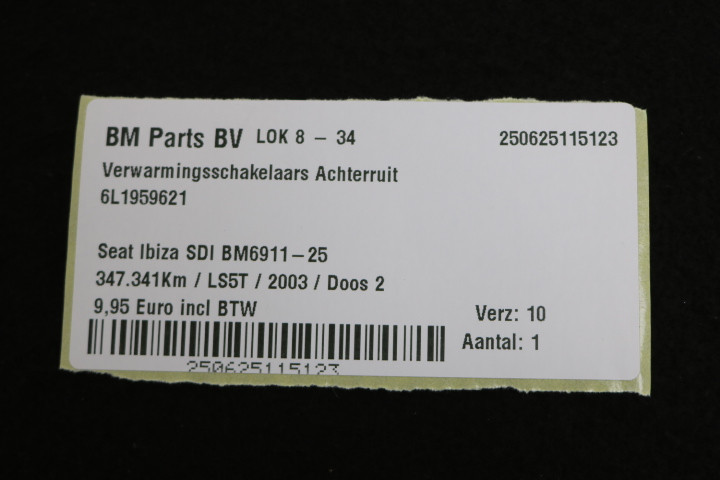 BM Parts BV LOK 8 – 34 250625115123
Verwarmingsschakelaars Achterruit
6L1959621
Seat Ibiza SDI BM6911–25
347.341Km / LS5T / 2003 / Doos 2
9,95 Euro incl BTW Verz: 10
Aantal: 1
250625115123